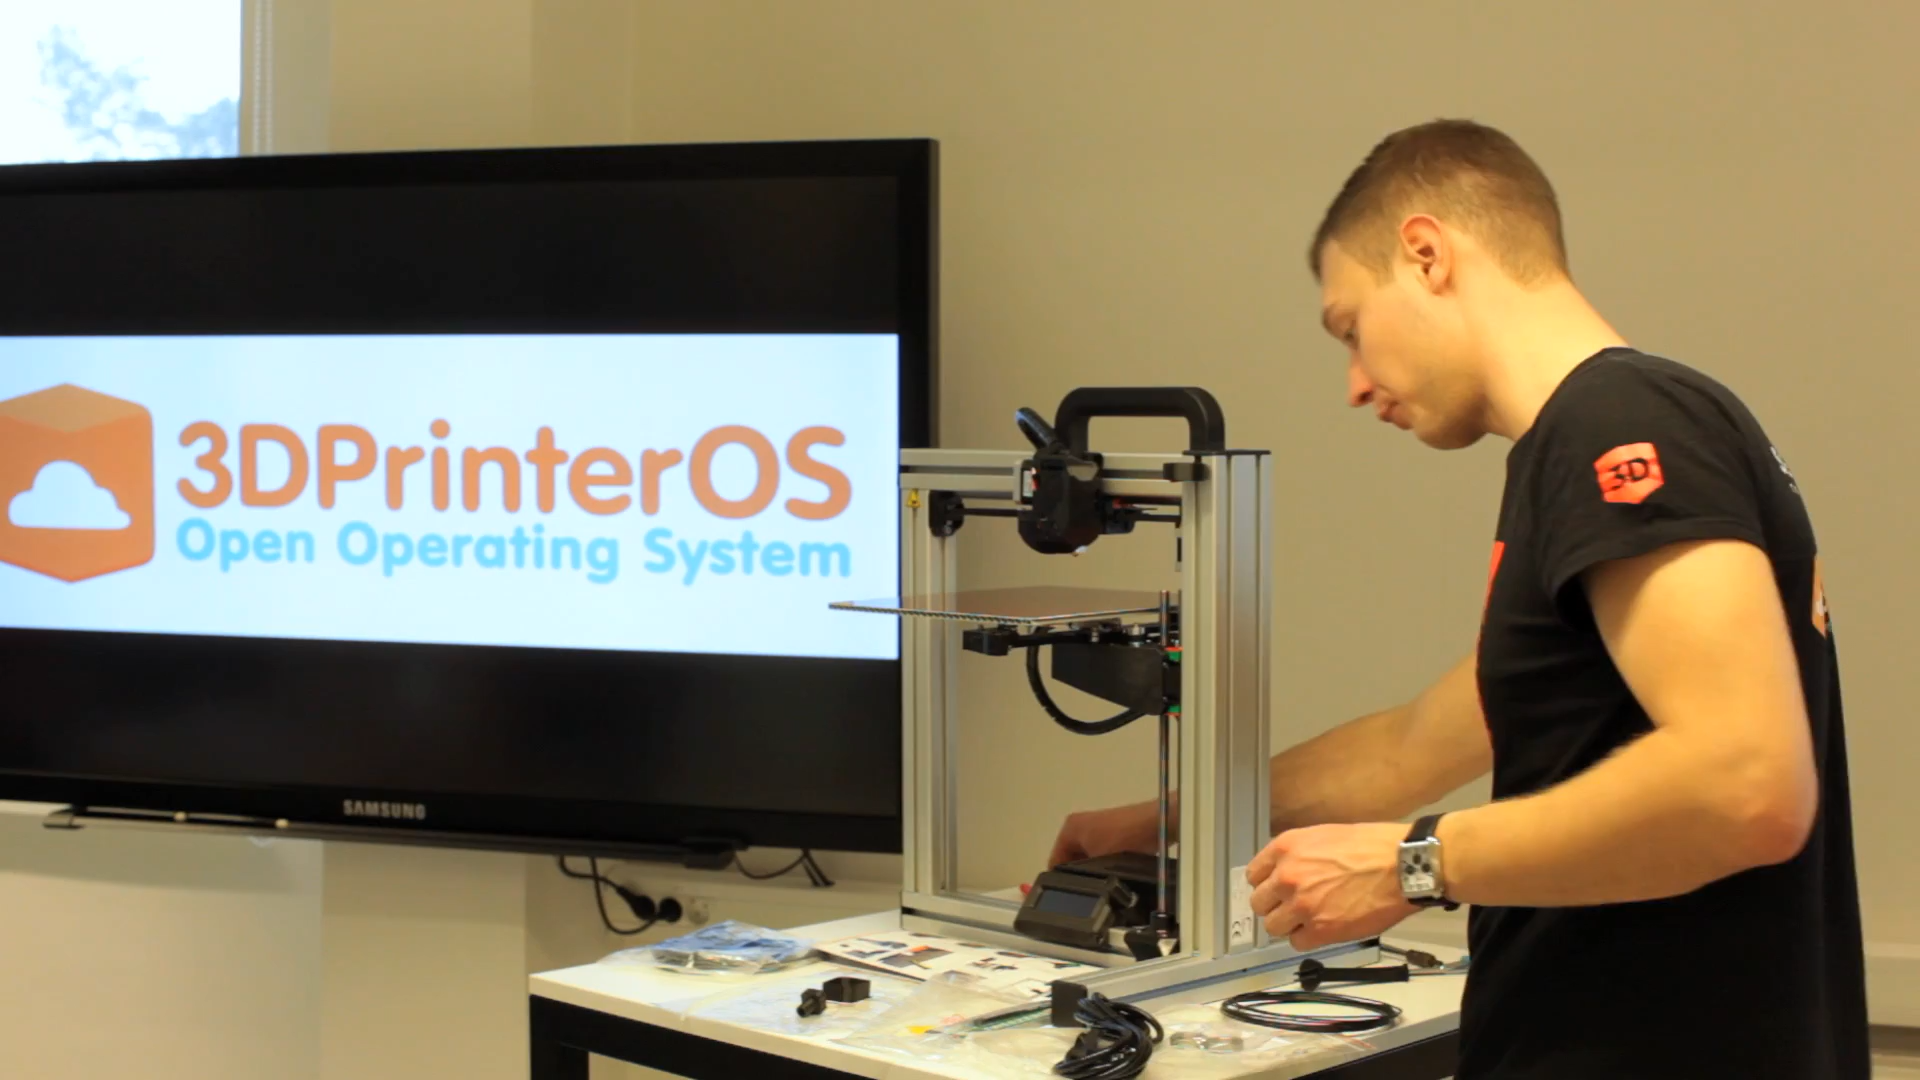 3DPrinterOS
Open Operating System
SAMSUNG
3D